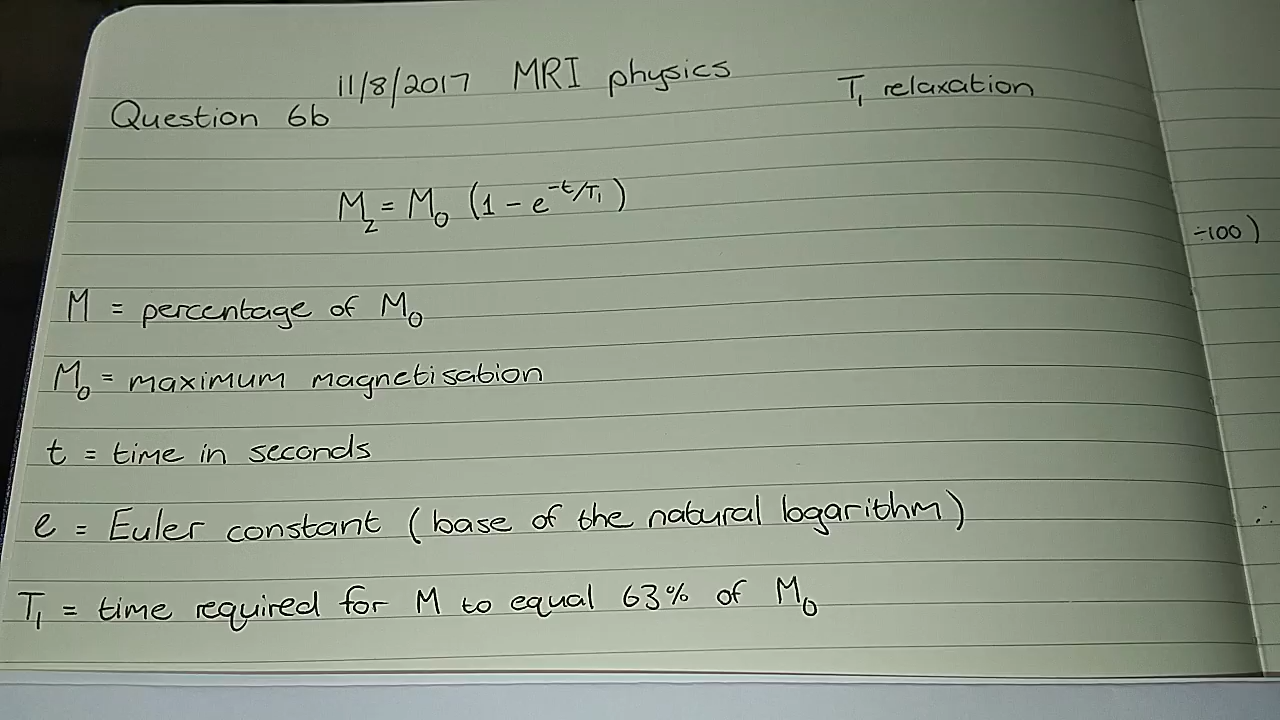 11/8/2017 MRI physics T₁ relaxation
Question 6b
M_z = M₀ (1 - e^{-t/T₁})
÷100)
M = percentage of M₀
M₀ = maximum magnetisation
t = time in seconds
e = Euler constant (base of the natural logarithm)
∴
T₁ = time required for M to equal 63% of M₀